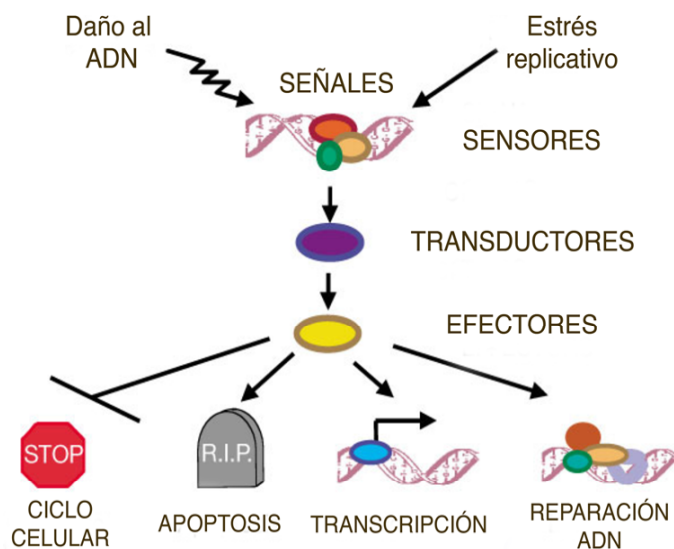 Daño al
ADN
Estrés
replicativo
SEÑALES
SENSORES
TRANSDUCTORES
EFECTORES
STOP
R.I.P.
CICLO
CELULAR
APOPTOSIS
TRANSCRIPCIÓN
REPARACIÓN
ADN